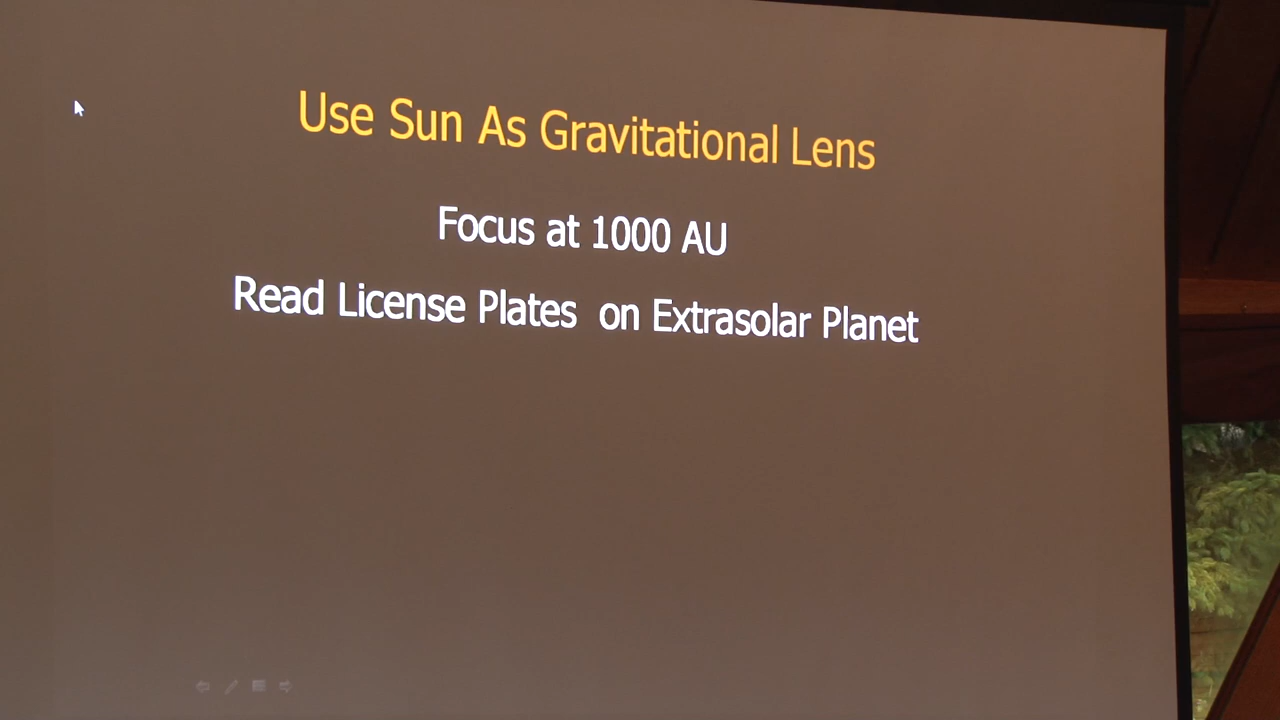 Use Sun As Gravitational Lens
Focus at 1000 AU
Read License Plates on Extrasolar Planet